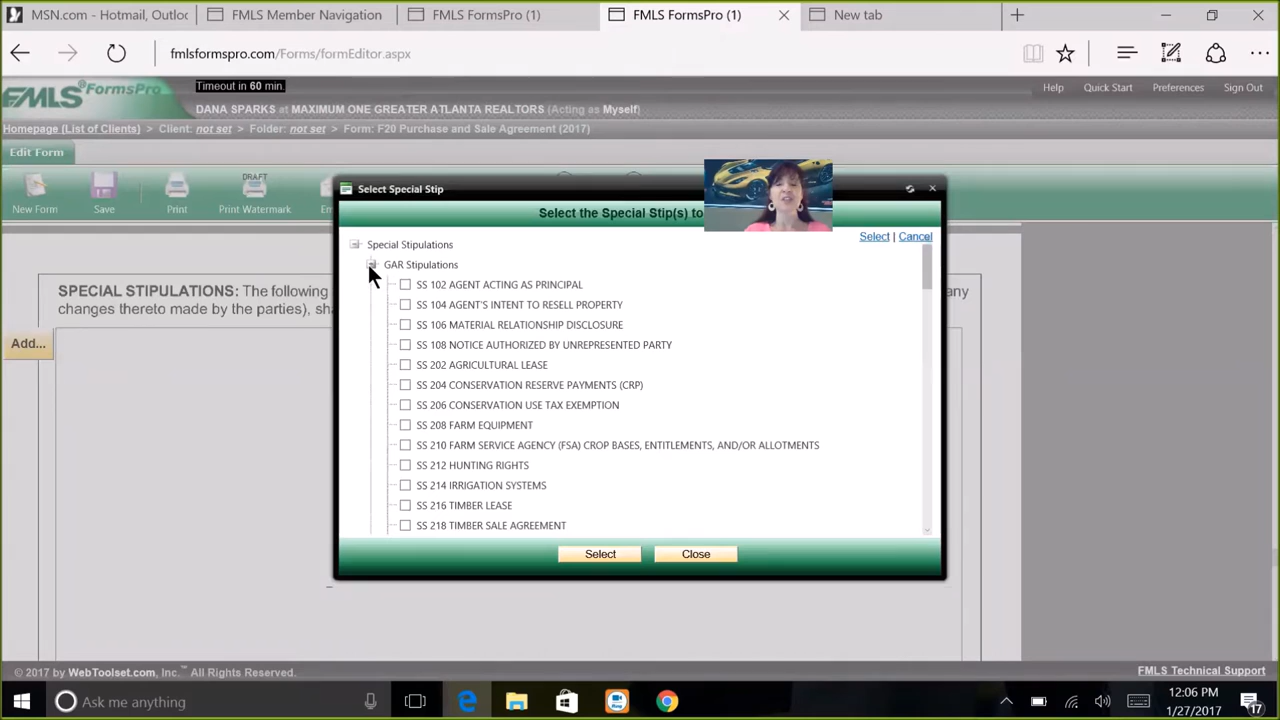 MSN.com - Hotmail, Outloo
FMLS Member Navigation
FMLS FormsPro (1)
FMLS FormsPro (1)
New tab
fmlsformspro.com/Forms/formEditor.aspx
FMLS FormsPro
Timeout in 60 min.
DANA SPARKS at MAXIMUM ONE GREATER ATLANTA REALTORS (Acting as Myself)
Help
Quick Start
Preferences
Sign Out
Homepage (List of Clients) > Client: not set > Folder: not set > Form: F20 Purchase and Sale Agreement (2017)
Edit Form
DRAFT
New Form
Save
Print
Print Watermark
Select Special Stip
Select the Special Stip(s) to
Select | Cancel
Special Stipulations
GAR Stipulations
SS 102 AGENT ACTING AS PRINCIPAL
SS 104 AGENT'S INTENT TO RESELL PROPERTY
SS 106 MATERIAL RELATIONSHIP DISCLOSURE
SS 108 NOTICE AUTHORIZED BY UNREPRESENTED PARTY
SS 202 AGRICULTURAL LEASE
SS 204 CONSERVATION RESERVE PAYMENTS (CRP)
SS 206 CONSERVATION USE TAX EXEMPTION
SS 208 FARM EQUIPMENT
SS 210 FARM SERVICE AGENCY (FSA) CROP BASES, ENTITLEMENTS, AND/OR ALLOTMENTS
SS 212 HUNTING RIGHTS
SS 214 IRRIGATION SYSTEMS
SS 216 TIMBER LEASE
SS 218 TIMBER SALE AGREEMENT
Select
Close
SPECIAL STIPULATIONS: The following
any
changes thereto made by the parties), sh
Add...
© 2017 by WebToolset.com, Inc.™ All Rights Reserved.
FMLS Technical Support
Ask me anything
12:06 PM
1/27/2017
17